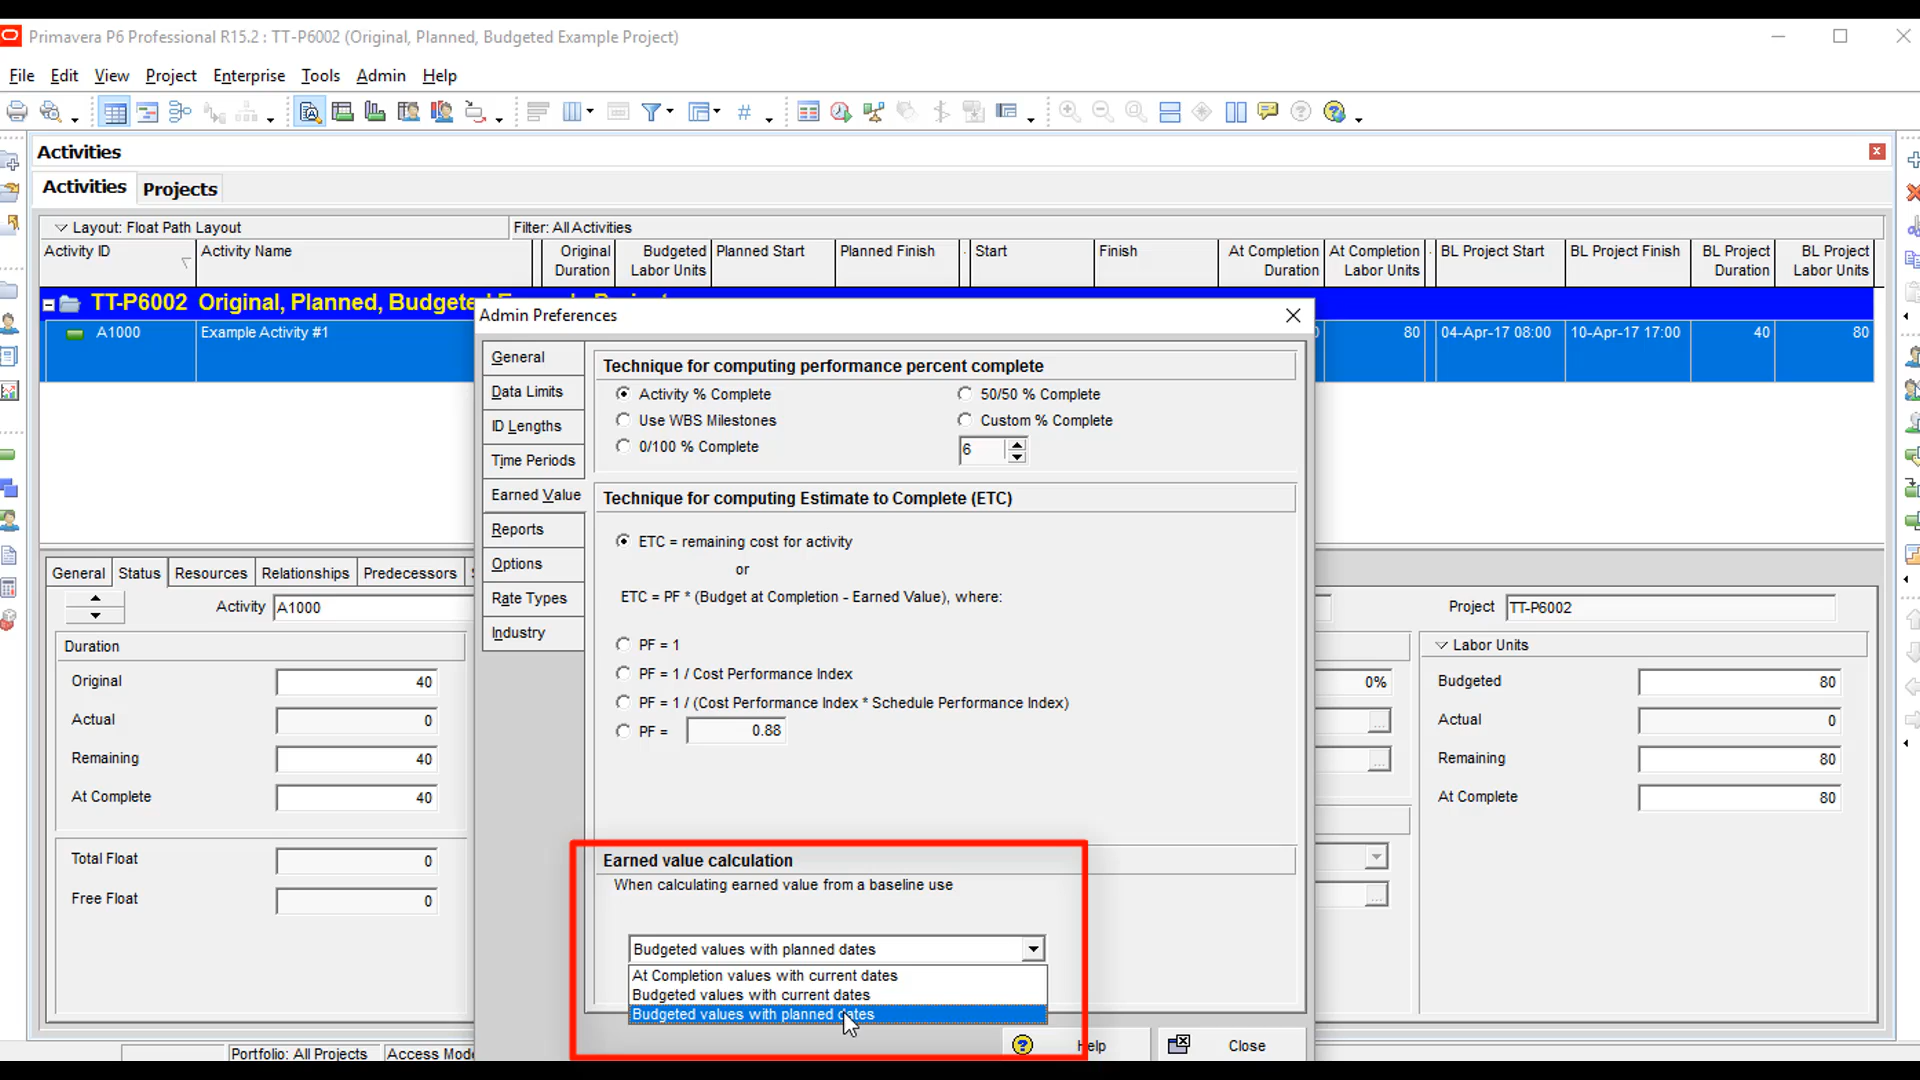 Primavera P6 Professional R15.2 : TT-P6002 (Original, Planned, Budgeted Example Project)
File Edit View Project Enterprise Tools Admin Help
Activities
Activities Projects
Layout: Float Path Layout Filter: All Activities
Activity ID Activity Name Original Duration Budgeted Labor Units Planned Start Planned Finish Start Finish At Completion Duration At Completion Labor Units BL Project Start BL Project Finish BL Project Duration BL Project Labor Units
TT-P6002 Original, Planned, Budgeted Example Project
A1000 Example Activity #1 80 04-Apr-17 08:00 10-Apr-17 17:00 40 80
Admin Preferences
General
Data Limits
ID Lengths
Time Periods
Earned Value
Reports
Options
Rate Types
Industry
Technique for computing performance percent complete
Activity % Complete 50/50 % Complete
Use WBS Milestones Custom % Complete
0/100 % Complete 6
Technique for computing Estimate to Complete (ETC)
ETC = remaining cost for activity
or
ETC = PF * (Budget at Completion - Earned Value), where:
PF = 1
PF = 1 / Cost Performance Index
PF = 1 / (Cost Performance Index * Schedule Performance Index)
PF = 0.88
Earned value calculation
When calculating earned value from a baseline use
Budgeted values with planned dates
At Completion values with current dates
Budgeted values with current dates
Budgeted values with planned dates
Help Close
General Status Resources Relationships Predecessors
Activity A1000 Project TT-P6002
Duration
Original 40
Actual 0
Remaining 40
At Complete 40
Total Float 0
Free Float 0
0%
Labor Units
Budgeted 80
Actual 0
Remaining 80
At Complete 80
Portfolio: All Projects Access Mode